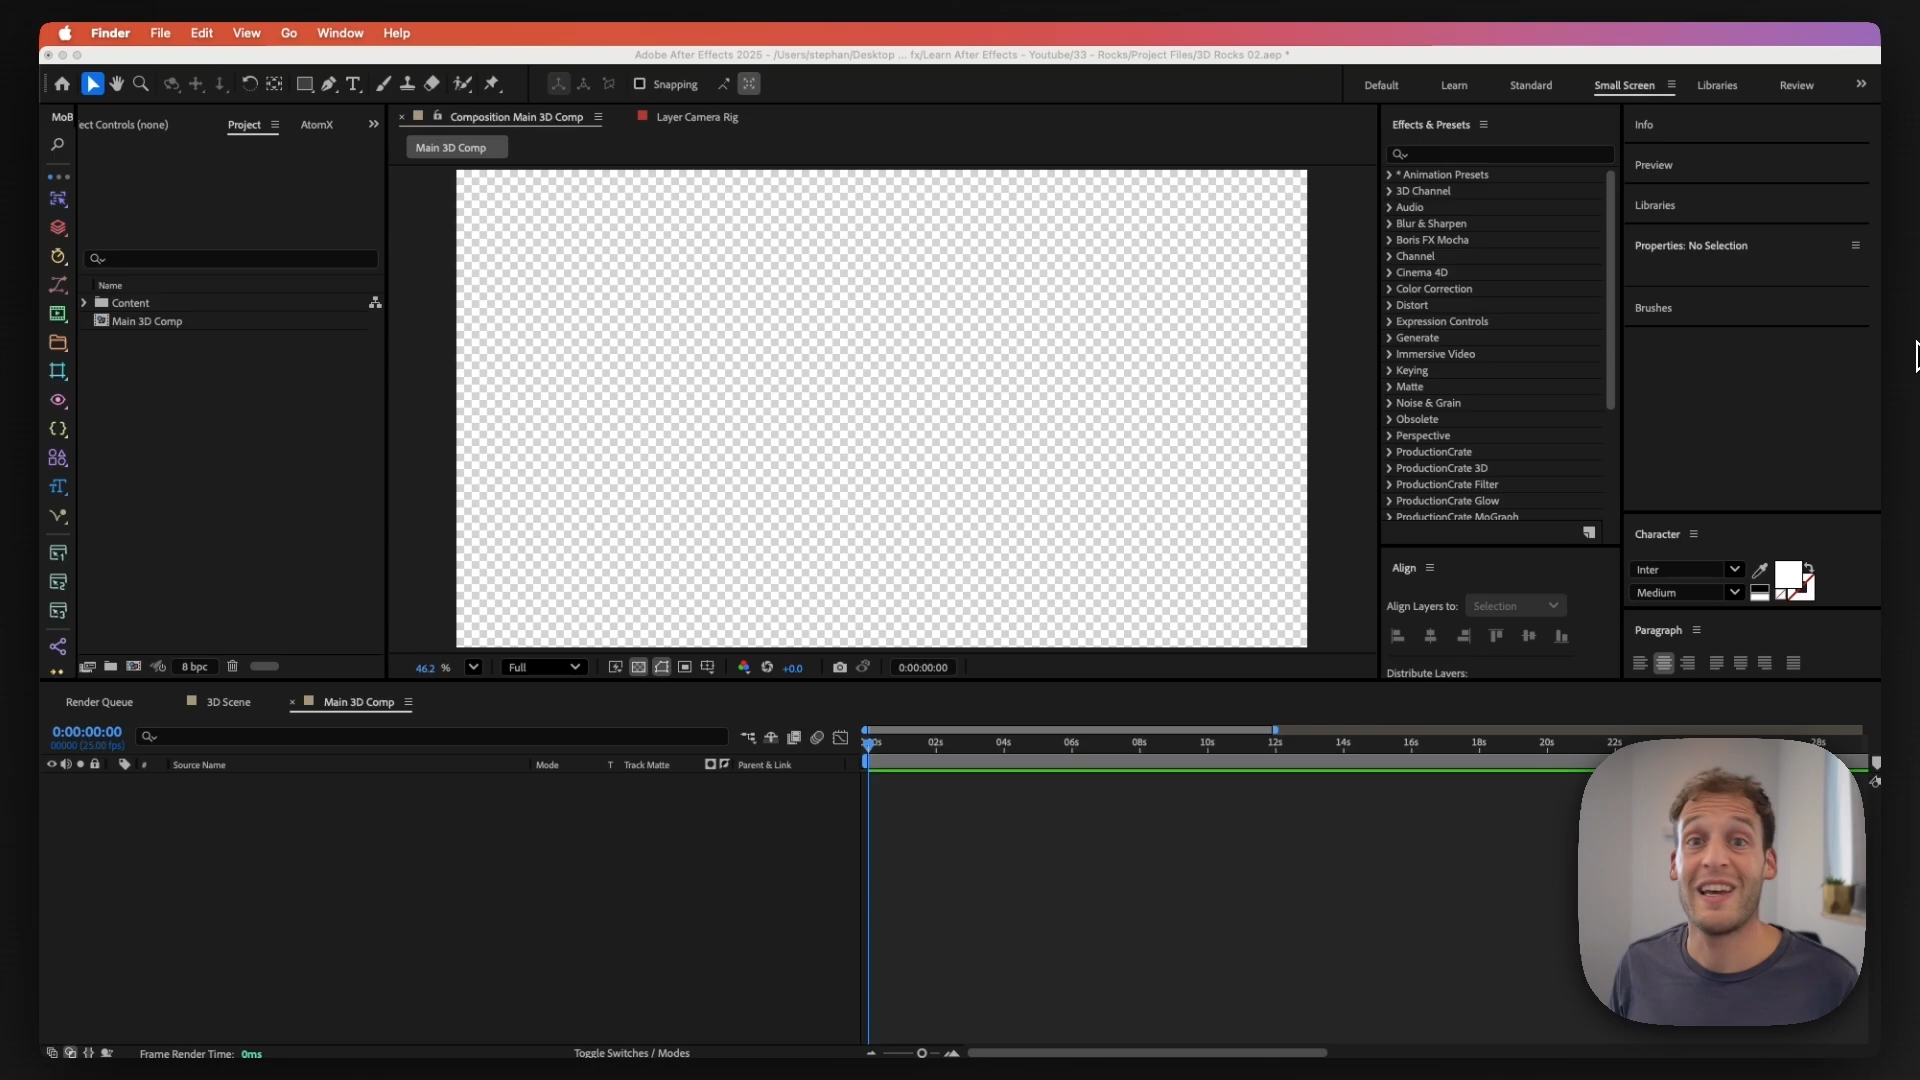 Finder File Edit View Go Window Help
Adobe After Effects 2025 - /Users/stephan/Desktop ... fx/Learn After Effects - Youtube/33 - Rocks/Project Files/3D Rocks 02.aep *
Snapping
Default Learn Standard Small Screen Libraries Review
MoB
ect Controls (none) Project AtomX
Composition Main 3D Comp Layer Camera Rig
Main 3D Comp
Name
Content
Main 3D Comp
8 bpc
46.2 % Full +0.0 0:00:00:00
Effects & Presets
* Animation Presets
3D Channel
Audio
Blur & Sharpen
Boris FX Mocha
Channel
Cinema 4D
Color Correction
Distort
Expression Controls
Generate
Immersive Video
Keying
Matte
Noise & Grain
Obsolete
Perspective
ProductionCrate
ProductionCrate 3D
ProductionCrate Filter
ProductionCrate Glow
ProductionCrate MoGraph
Align
Align Layers to: Selection
Distribute Layers:
Info
Preview
Libraries
Properties: No Selection
Brushes
Character
Inter
Medium
Paragraph
Render Queue 3D Scene Main 3D Comp
0:00:00:00
00000 (25.00 fps)
02s 04s 06s 08s 10s 12s 14s 16s 18s 20s 22s 28s
# Source Name Mode T Track Matte Parent & Link
Frame Render Time: 0ms Toggle Switches / Modes